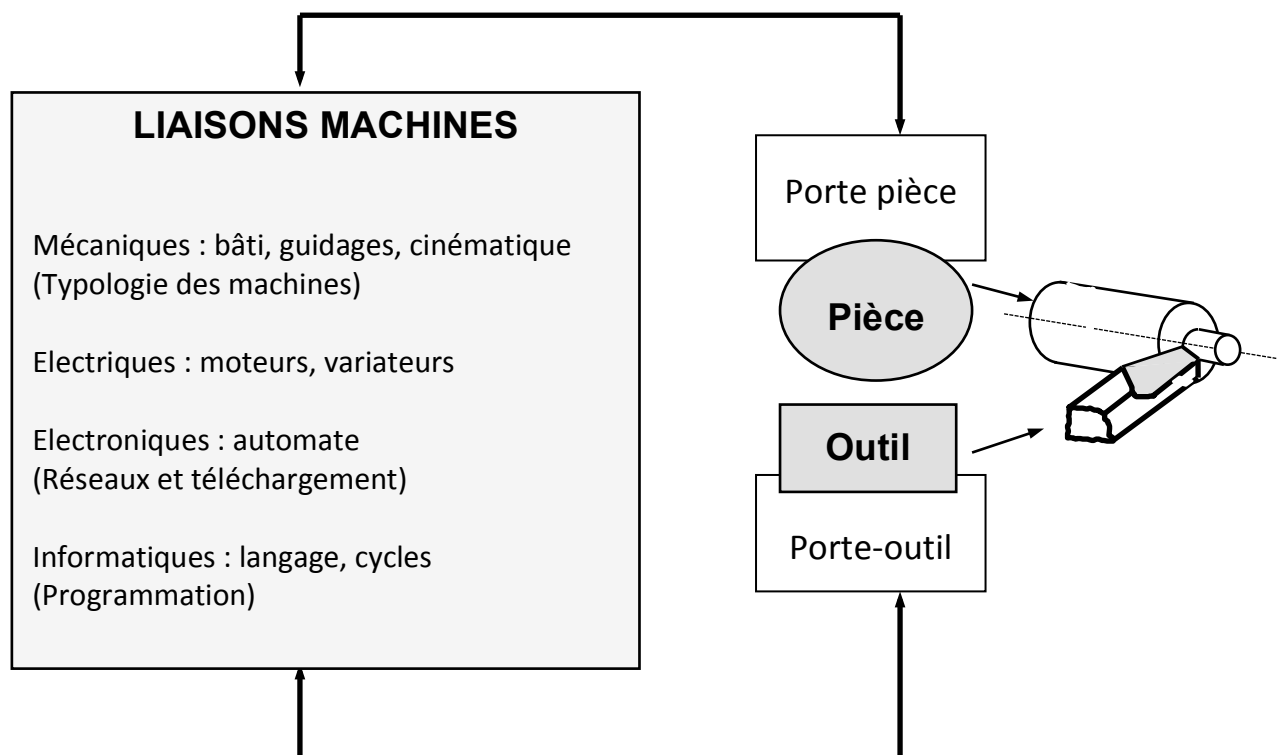 LIAISONS MACHINES
Mécaniques : bâti, guidages, cinématique
(Typologie des machines)
Electriques : moteurs, variateurs
Electroniques : automate
(Réseaux et téléchargement)
Informatiques : langage, cycles
(Programmation)
Porte pièce
Pièce
Outil
Porte-outil